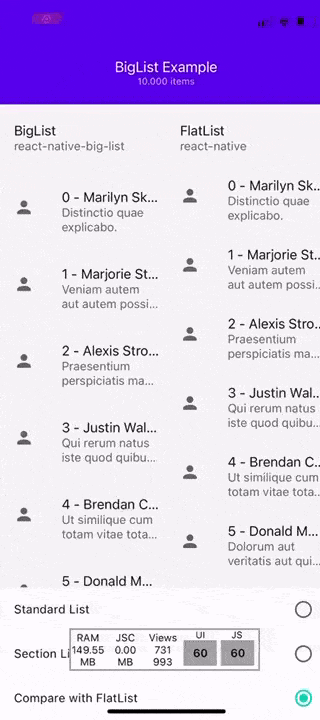 BigList Example
10.000 items
BigList
react-native-big-list
0 - Marilyn Sk...
Distinctio quae
explicabo.
1 - Marjorie St...
Veniam autem
aut autem possi...
2 - Alexis Stro...
Praesentium
perspiciatis ma...
3 - Justin Wal...
Qui rerum natus
iste quod quibu...
4 - Brendan C...
Ut similique cum
totam vitae tota...
5 - Donald M...
FlatList
react-native
0 - Marilyn Sk..
Distinctio quae
explicabo.
1 - Marjorie St..
Veniam autem
aut autem possi..
2 - Alexis Stro..
Praesentium
perspiciatis ma...
3 - Justin Wal..
Qui rerum natus
iste quod quibu..
4 - Brendan C..
Ut similique cum
totam vitae tota..
5 - Donald M...
Dolorum aut
veritatis aut qui...
Standard List
Section Li
RAM
149.55
MB
JSC
0.00
MB
Views
731
993
UI
60
JS
60
Compare with FlatList